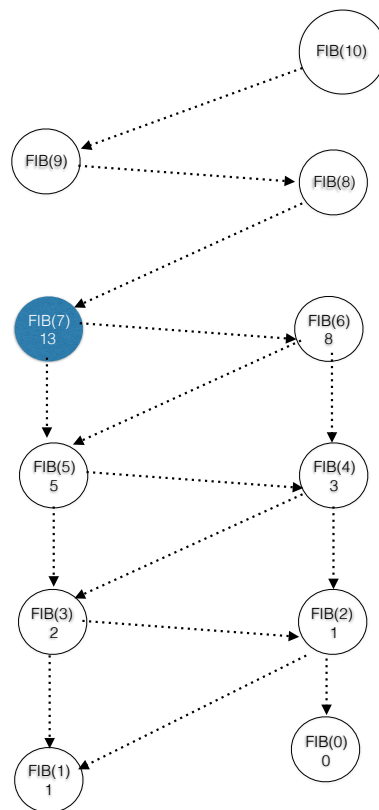 FIB(10)
FIB(9)
FIB(8)
FIB(7)
13
FIB(6)
8
FIB(5)
5
FIB(4)
3
FIB(3)
2
FIB(2)
1
FIB(0)
0
FIB(1)
1